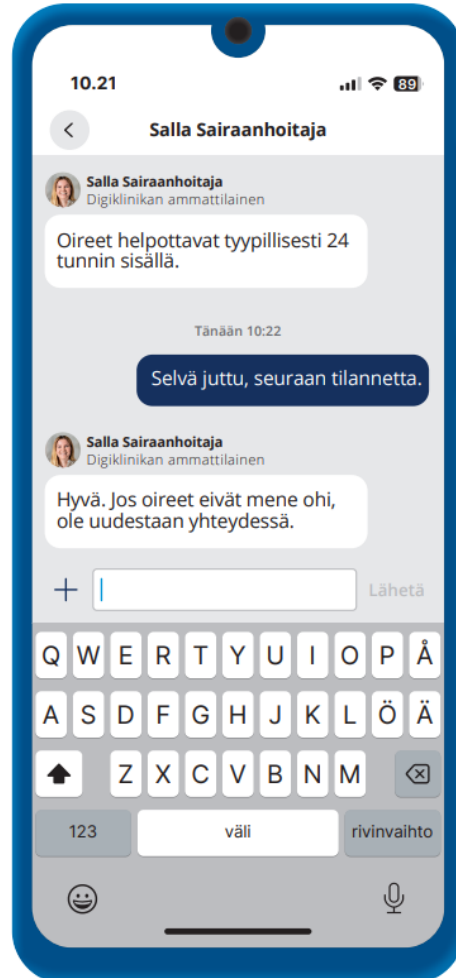 10.21
89
Salla Sairaanhoitaja
Salla Sairaanhoitaja
Digiklinikan ammattilainen
Oireet helpottavat tyypillisesti 24
tunnin sisällä.
Tänään 10:22
Selvä juttu, seuraan tilannetta.
Salla Sairaanhoitaja
Digiklinikan ammattilainen
Hyvä. Jos oireet eivät mene ohi,
ole uudestaan yhteydessä.
Lähetä
Q W E R T Y U I O P Å
A S D F G H J K L Ö Ä
Z X C V B N M
123 väli rivinvaihto